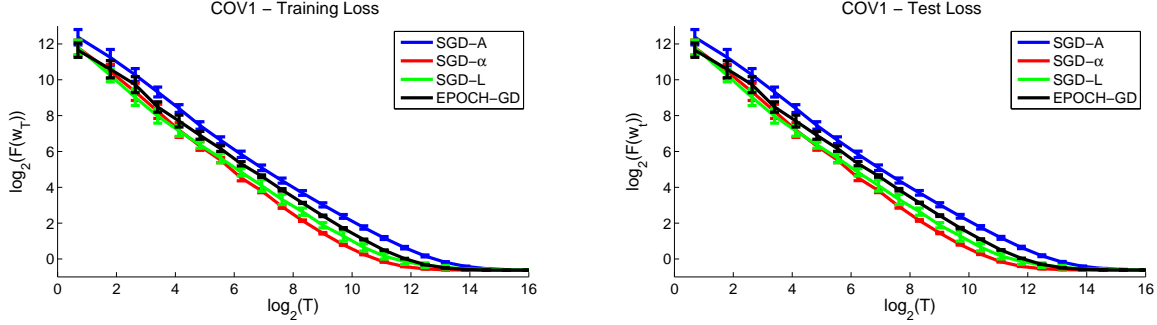 COV1 − Training Loss
12
10
8
6
4
2
0
log2(F(wT))
SGD−A
SGD−α
SGD−L
EPOCH−GD
0 2 4 6 8 10 12 14 16
log2(T)
COV1 − Test Loss
12
10
8
6
4
2
0
log2(F(wt))
SGD−A
SGD−α
SGD−L
EPOCH−GD
0 2 4 6 8 10 12 14 16
log2(T)